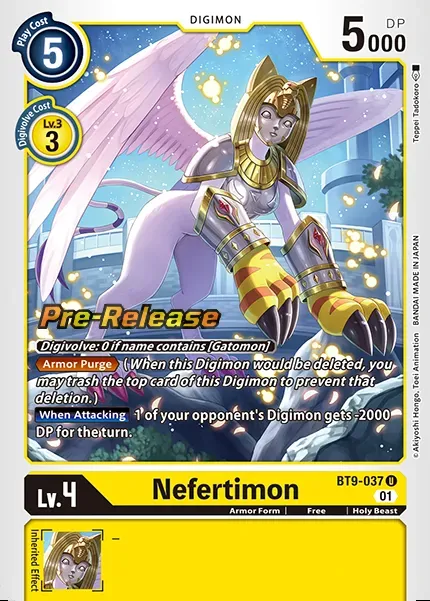 DIGIMON
Play Cost
5
DP
5000
Digivolve Cost
Lv.3
3
Teppei Tadokoro
Pre-Release
Digivolve: 0 if name contains [Gatomon]
Armor Purge (When this Digimon would be deleted, you
may trash the top card of this Digimon to prevent that
deletion.)
When Attacking 1 of your opponent's Digimon gets -2000
DP for the turn.
© Akiyoshi Hongo, Toei Animation BANDAI MADE IN JAPAN
Lv.4
Nefertimon
BT9-037 U
01
Armor Form | Free | Holy Beast
Inherited Effect
–